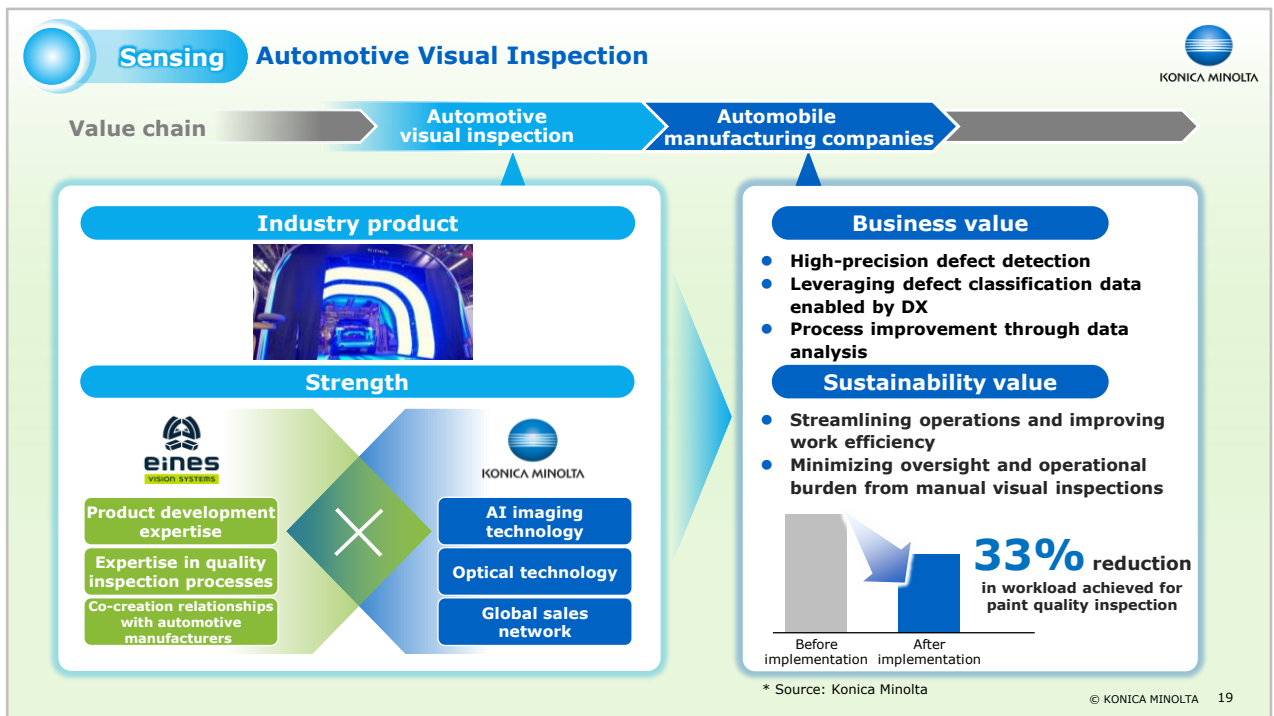 Sensing
Automotive Visual Inspection
KONICA MINOLTA
Value chain
Automotive
visual inspection
Automobile
manufacturing companies
Industry product
Strength
eines
VISION SYSTEMS
KONICA MINOLTA
Product development
expertise
Expertise in quality
inspection processes
Co-creation relationships
with automotive
manufacturers
AI imaging
technology
Optical technology
Global sales
network
Business value
● High-precision defect detection
● Leveraging defect classification data
enabled by DX
● Process improvement through data
analysis
Sustainability value
● Streamlining operations and improving
work efficiency
● Minimizing oversight and operational
burden from manual visual inspections
33% reduction
in workload achieved for
paint quality inspection
Before
implementation
After
implementation
* Source: Konica Minolta
© KONICA MINOLTA 19